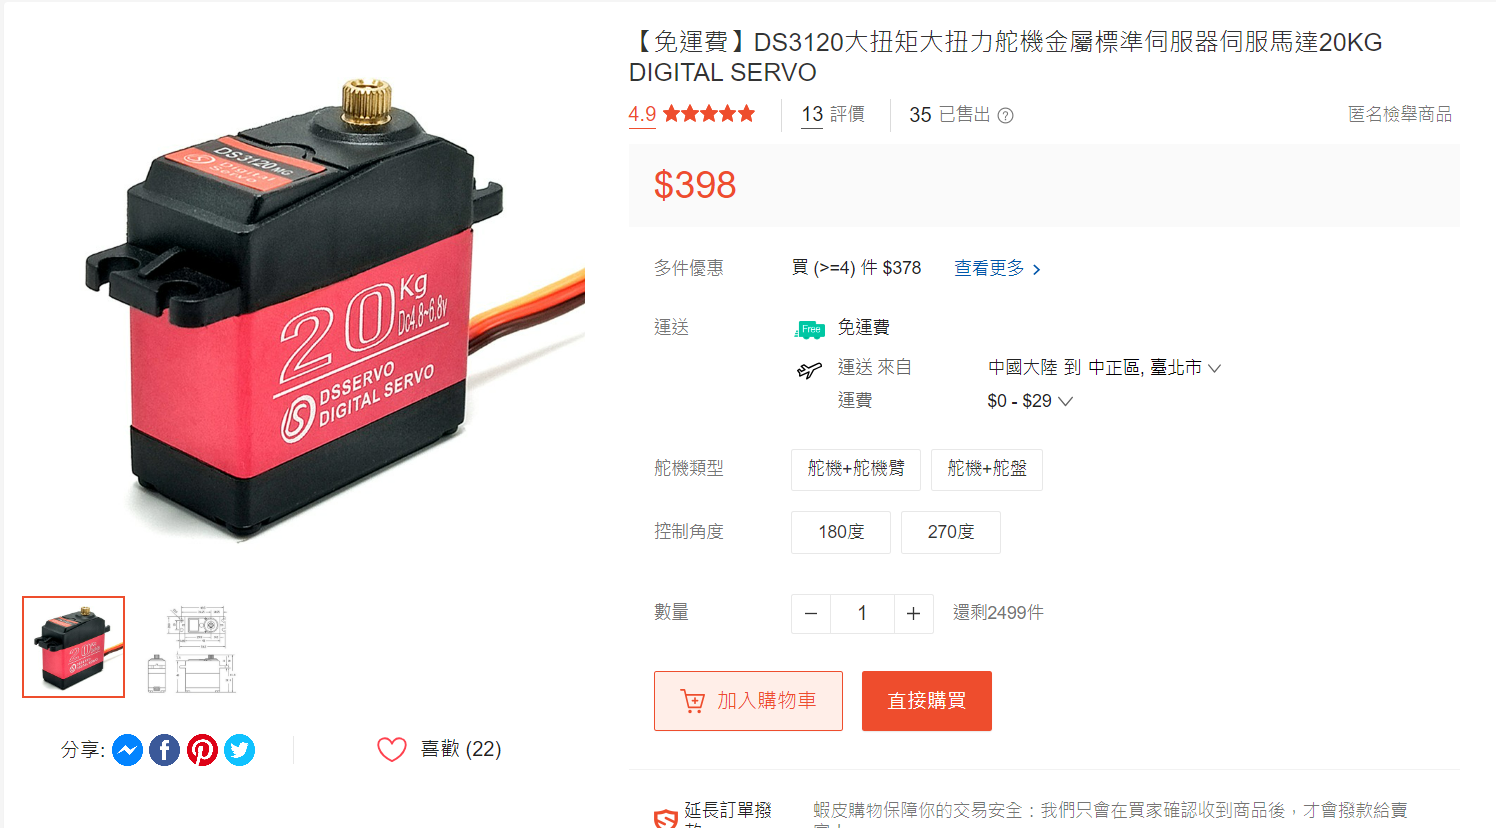 【免運費】DS3120大扭矩大扭力舵機金屬標準伺服器伺服馬達20KG
DIGITAL SERVO
4.9
13 評價
35 已售出
匿名檢舉商品
$398
多件優惠
買 (>=4) 件 $378
查看更多
運送
Free
免運費
運送 來自
中國大陸 到 中正區, 臺北市
運費
$0 - $29
舵機類型
舵機+舵機臂
舵機+舵盤
控制角度
180度
270度
數量
1
還剩2499件
加入購物車
直接購買
DS3120MG
Digital
Servo
20Kg
Dc4.8~6.8v
DSSERVO
DIGITAL SERVO
分享:
喜歡 (22)
延長訂單撥
蝦皮購物保障你的交易安全：我們只會在買家確認收到商品後，才會撥款給賣